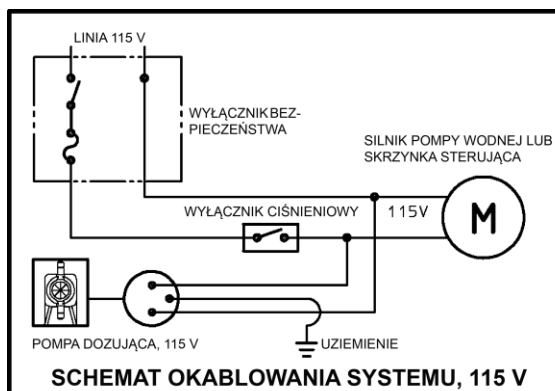 LINIA 115 V
WYŁĄCZNIK BEZ-
PIECZEŃSTWA
SILNIK POMPY WODNEJ LUB
SKRZYNKA STERUJĄCA
WYŁĄCZNIK CIŚNIENIOWY
115V
M
POMPA DOZUJĄCA, 115 V
UZIEMIENIE
SCHEMAT OKABLOWANIA SYSTEMU, 115 V